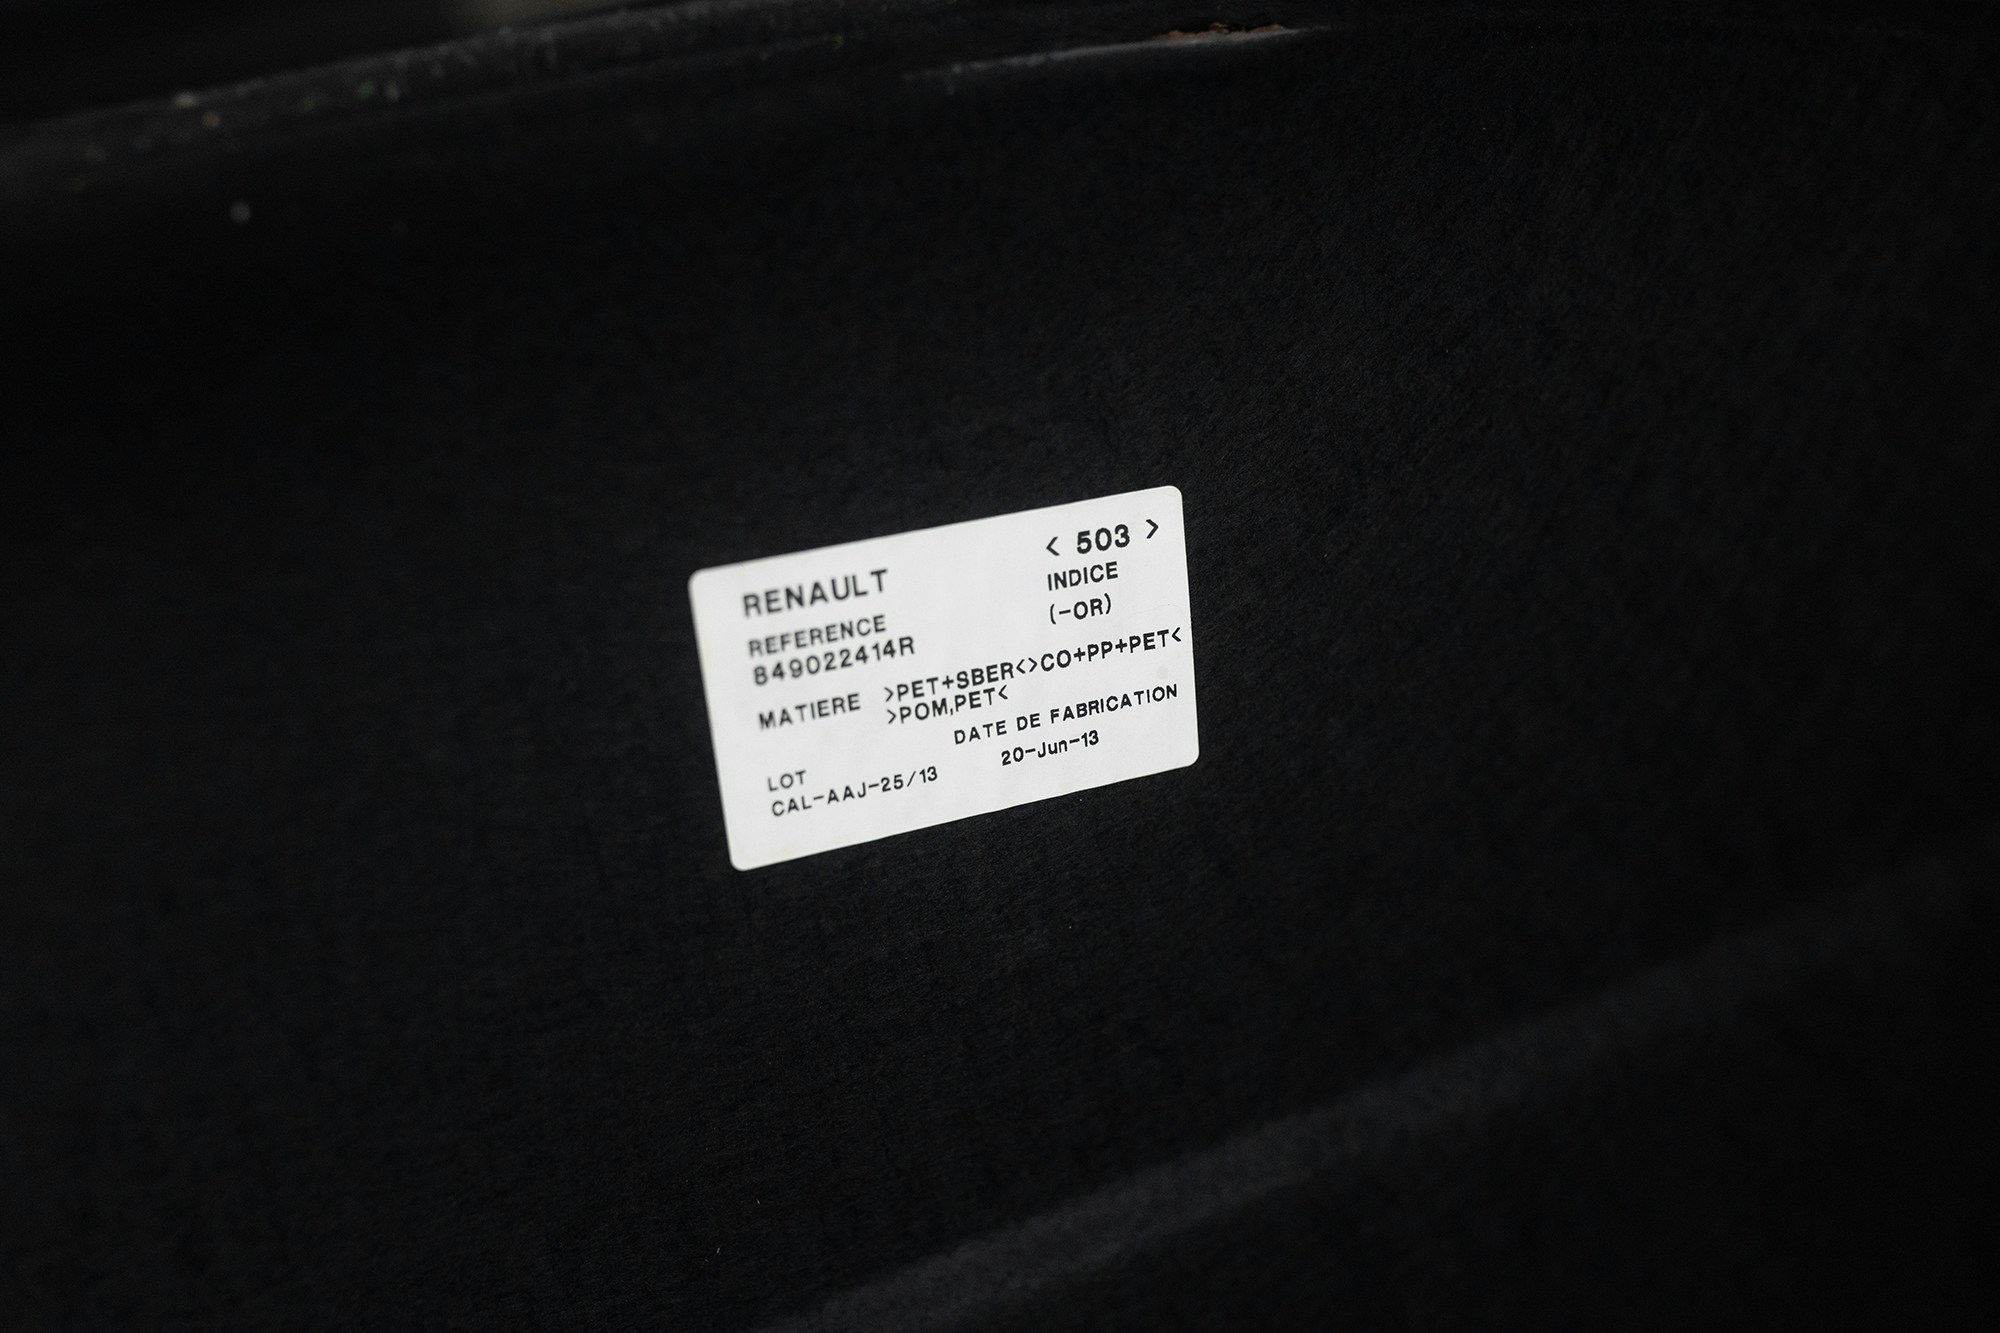 < 503 >
RENAULT
INDICE
(-OR)
REFERENCE
849022414R
MATIERE >PET+SBER<>CO+PP+PET<
>POM,PET<
DATE DE FABRICATION
20-Jun-13
LOT
CAL-AAJ-25/13